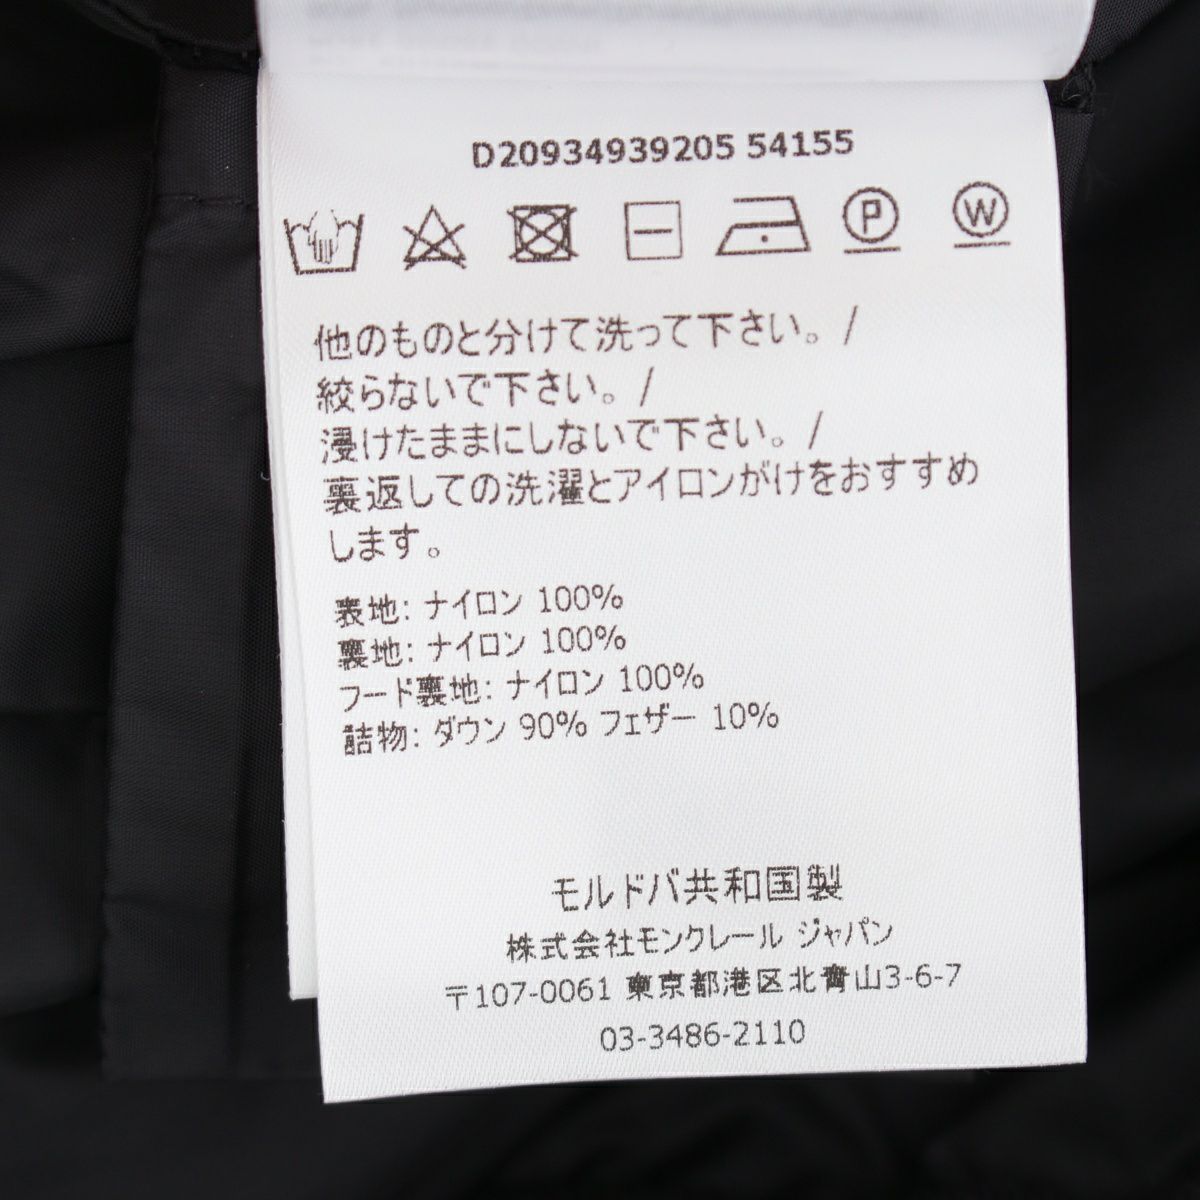 D20934939205 54155
P W
他のものと分けて洗って下さい。/
絞らないで下さい。/
浸けたままにしないで下さい。/
裏返しての洗濯とアイロンがけをおすすめ
します。
表地: ナイロン 100%
裏地: ナイロン 100%
フード裏地: ナイロン 100%
詰物: ダウン 90% フェザー 10%
モルドバ共和国製
株式会社モンクレール ジャパン
〒107-0061 東京都港区北青山3-6-7
03-3486-2110